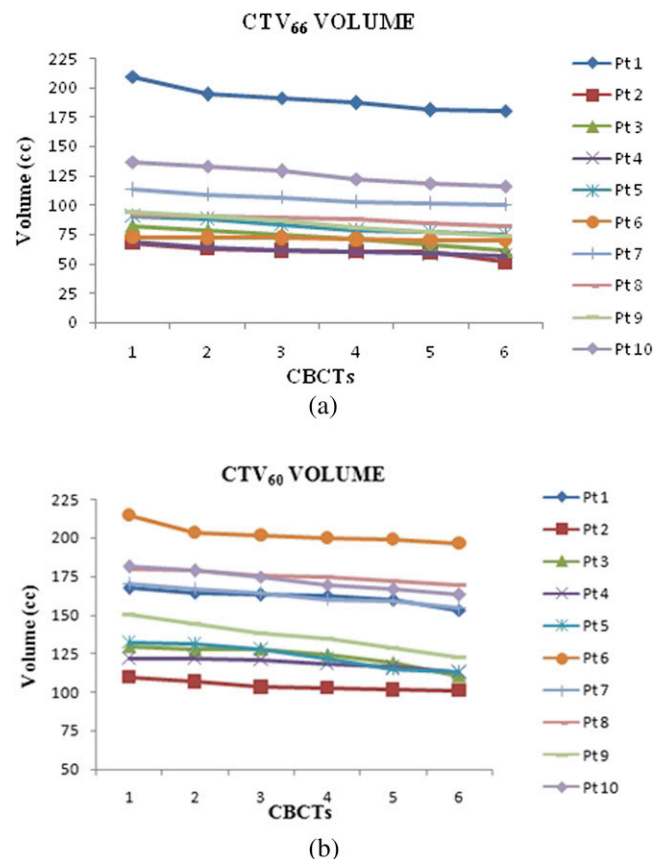 CTV66 VOLUME
Volume (cc)
225
200
175
150
125
100
75
50
25
0
1 2 3 4 5 6
CBCTs
Pt1
Pt2
Pt3
Pt4
Pt5
Pt6
Pt7
Pt8
Pt9
Pt10
(a)
CTV60 VOLUME
Volume (cc)
225
200
175
150
125
100
75
50
1 2 3 4 5 6
CBCTs
Pt1
Pt2
Pt3
Pt4
Pt5
Pt6
Pt7
Pt8
Pt9
Pt10
(b)